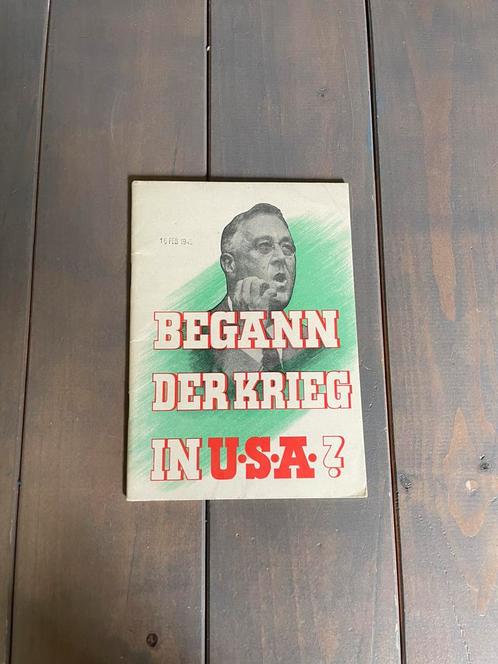 16 FEB 194
BEGANN
DER KRIEG
IN U·S·A·?